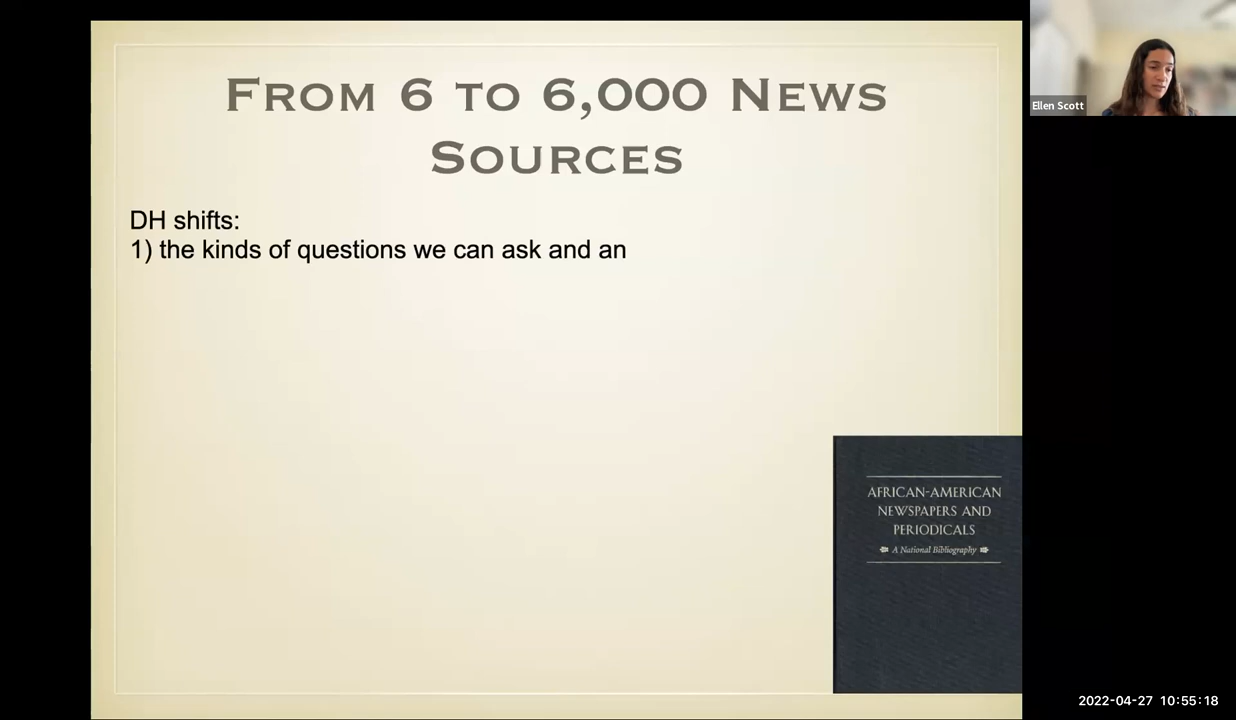 From 6 to 6,000 News
Sources
DH shifts:
1) the kinds of questions we can ask and an
AFRICAN-AMERICAN
NEWSPAPERS AND
PERIODICALS
A National Bibliography
Ellen Scott
2022-04-27 10:55:18